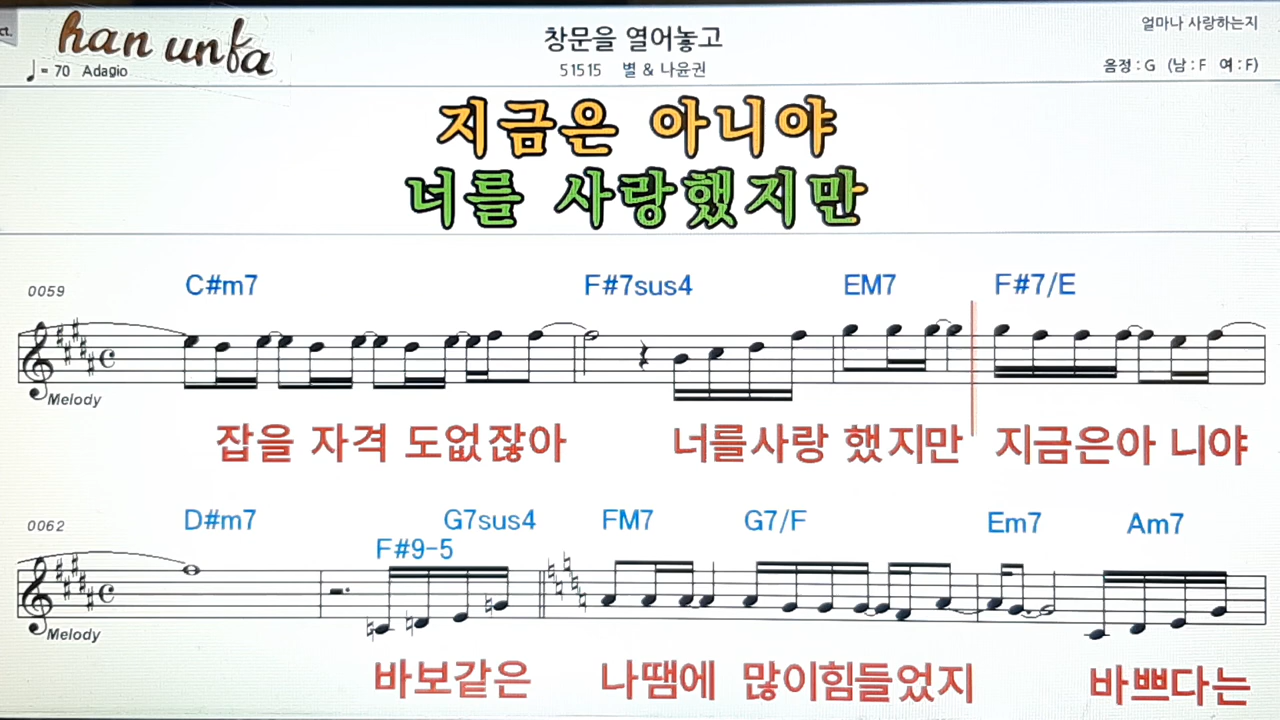 ct.
han unka
♩= 70 Adagio
창문을 열어놓고
51515 별 & 나윤권
얼마나 사랑하는지
음정 : G (남 : F 여 : F)
지금은 아니야
너를 사랑했지만
0059
C#m7 F#7sus4 EM7 F#7/E
Melody
잡을 자격 도없잖아 너를사랑 했지만 지금은아 니야
0062
D#m7 G7sus4 FM7 G7/F Em7 Am7
F#9-5
Melody
바보같은 나땜에 많이힘들었지 바쁘다는